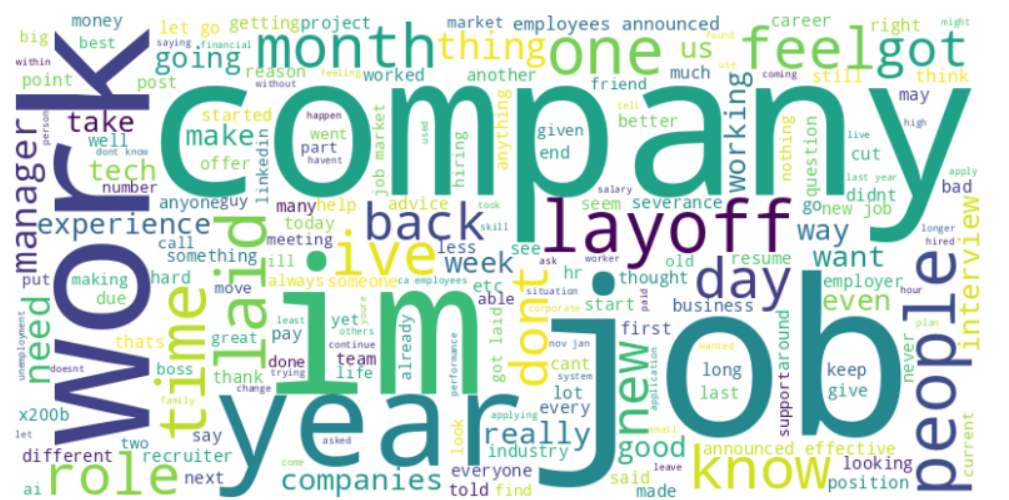 money
big
best
within
point
post
let go
going
saying
getting
financial
reason
project
month
feeling
worked
without
thing
another
market
employees announced
one
friend
us
much
feel
career
still
right
got
think
might
found
use
coming
may
work
manager
person
take
well
dont know
tech
number
company
started
make
offer
linkedin
happen
went
part
havent
job market
used
hiring
anything
given
end
tell
better
working
nothing
question
live
cut
last year
high
didnt
apply
bad
experience
anyone
guy
call
something
many
help
today
meeting
ill
advice
back
took
skill
less
see
salary
seem
severance
layoff
ask
worker
go
new job
way
want
longer
hired
interview
put
making
due
hard
move
laid
always
someone
ive
week
ca employees
etc
able
hr
situation
corporate
thought
start
old
paid
resume
day
business
employer
even
hour
people
unemployment
need
doesnt
thats
boss
time
great
thank
change
family
im
least
pay
done
trying
yet
others
youre
continue
team
life
already
performance
got laid
dont
nov jan
cant
system
lot
every
first
new
application
wanted
long
last
support
around
keep
give
never
plan
x200b
let
two
different
recruiter
ai
role
say
next
year
come
asked
companies
look
applying
really
industry
everyone
told
find
job
email
good
said
made
leave
announced effective
know
looking
position
current